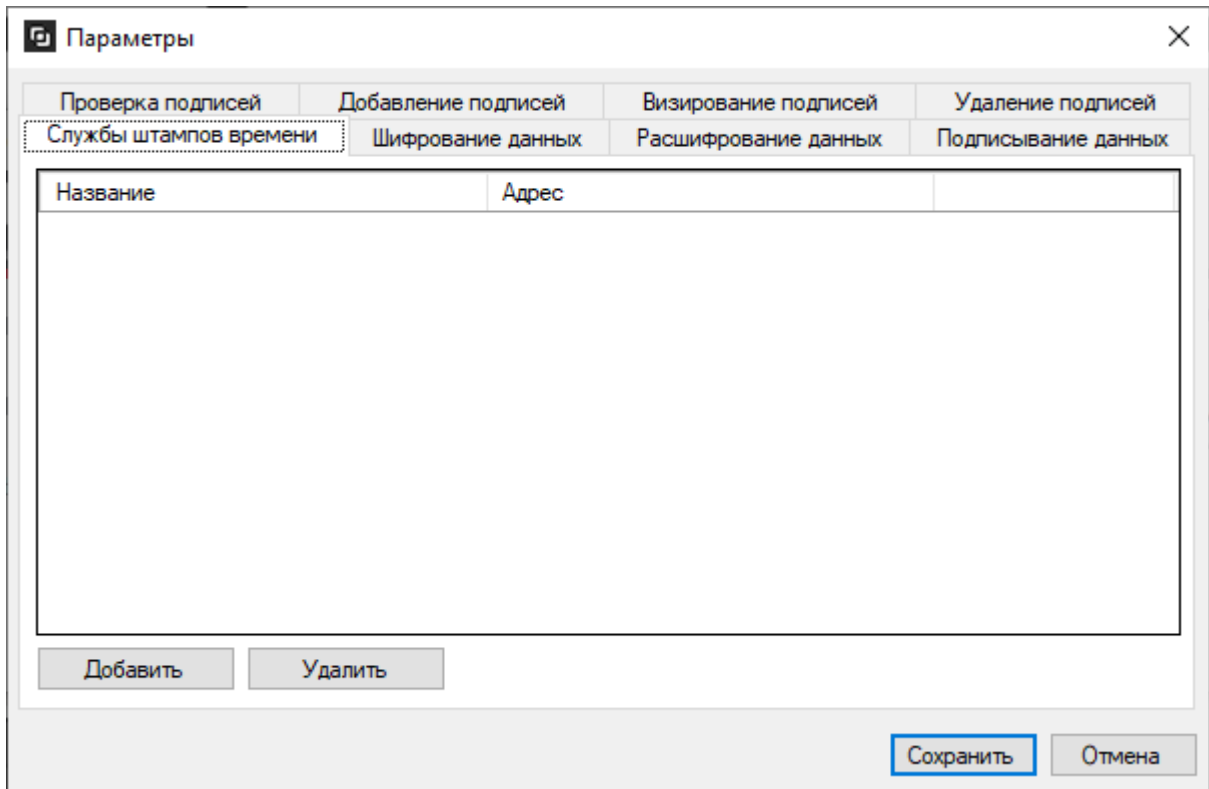 Параметры
Проверка подписей Добавление подписей Визирование подписей Удаление подписей
Службы штампов времени Шифрование данных Расшифрование данных Подписывание данных
Название Адрес
Добавить Удалить
Сохранить Отмена